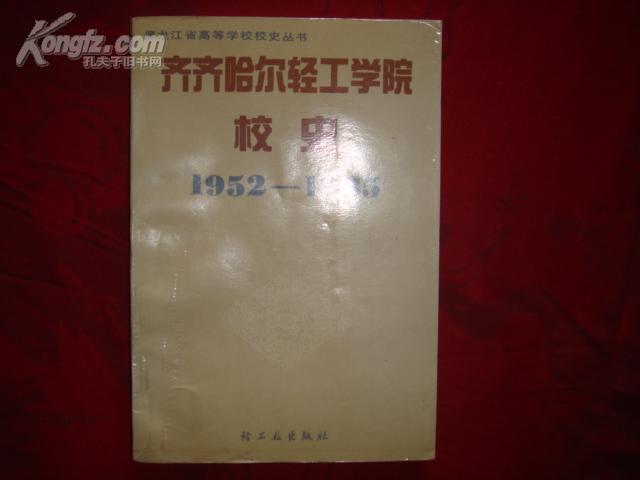 Kongfz.com
孔夫子旧书网
黑龙江省高等学校校史丛书
齐齐哈尔轻工学院
校史
1952—1985
轻工业出版社